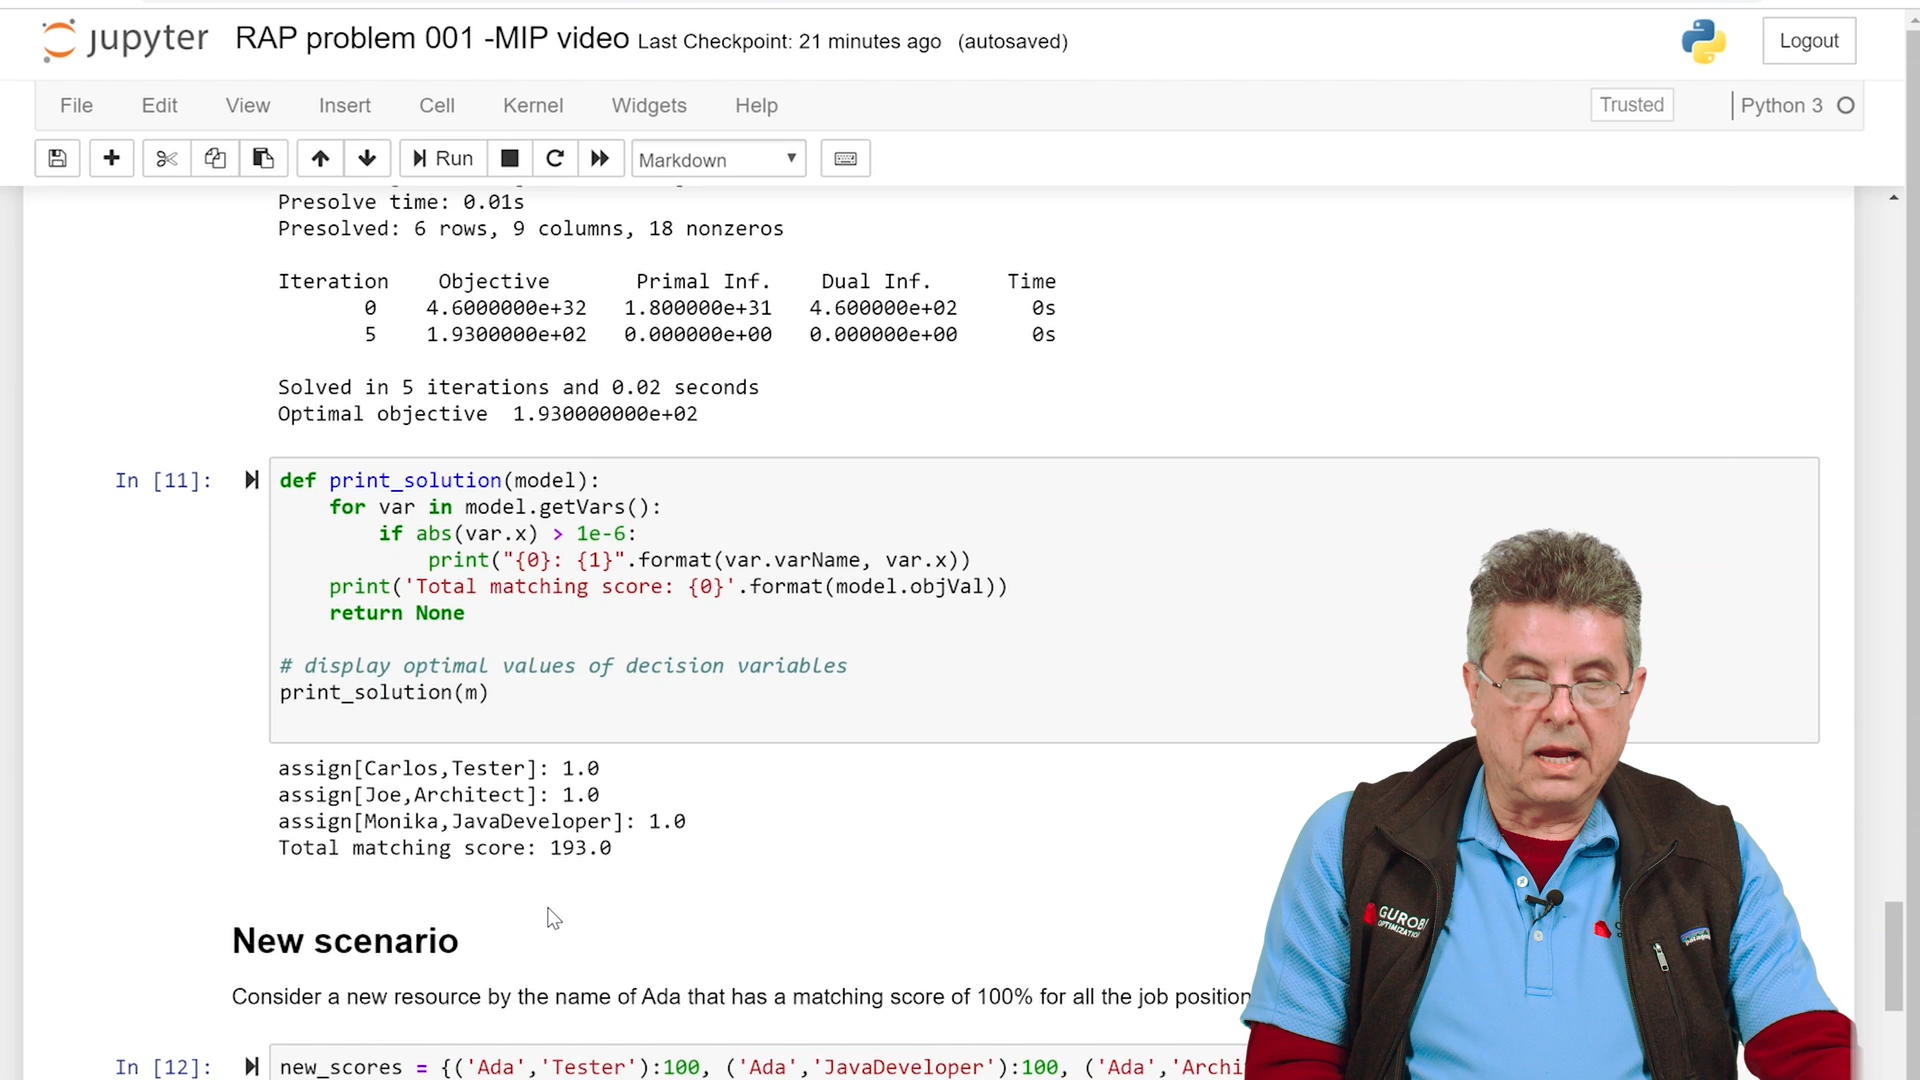 jupyter RAP problem 001 -MIP video Last Checkpoint: 21 minutes ago (autosaved) Logout
File Edit View Insert Cell Kernel Widgets Help Trusted Python 3
Run Markdown
Presolve time: 0.01s
Presolved: 6 rows, 9 columns, 18 nonzeros
Iteration Objective Primal Inf. Dual Inf. Time
0 4.6000000e+32 1.800000e+31 4.600000e+02 0s
5 1.9300000e+02 0.000000e+00 0.000000e+00 0s
Solved in 5 iterations and 0.02 seconds
Optimal objective 1.930000000e+02
In [11]: def print_solution(model):
for var in model.getVars():
if abs(var.x) > 1e-6:
print("{0}: {1}".format(var.varName, var.x))
print('Total matching score: {0}'.format(model.objVal))
return None
# display optimal values of decision variables
print_solution(m)
assign[Carlos,Tester]: 1.0
assign[Joe,Architect]: 1.0
assign[Monika,JavaDeveloper]: 1.0
Total matching score: 193.0
New scenario
Consider a new resource by the name of Ada that has a matching score of 100% for all the job position
In [12]: new_scores = {('Ada','Tester'):100, ('Ada','JavaDeveloper'):100, ('Ada','Archi
GUROBI
OPTIMIZATION
patagonia